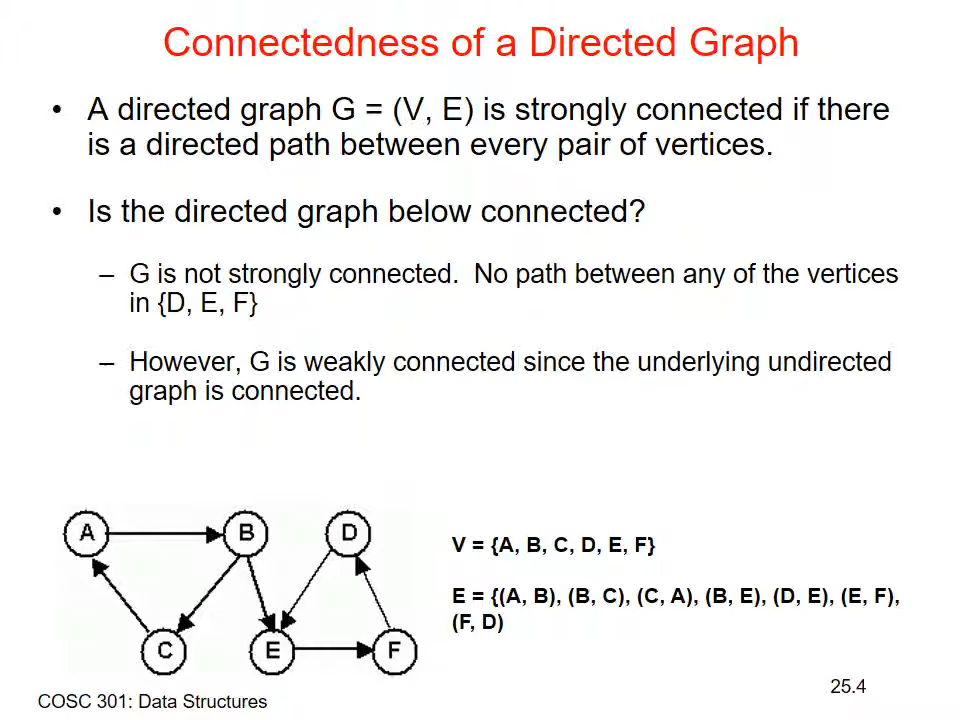 Connectedness of a Directed Graph
• A directed graph G = (V, E) is strongly connected if there
is a directed path between every pair of vertices.
• Is the directed graph below connected?
– G is not strongly connected. No path between any of the vertices
in {D, E, F}
– However, G is weakly connected since the underlying undirected
graph is connected.
A B D
C E F
V = {A, B, C, D, E, F}
E = {(A, B), (B, C), (C, A), (B, E), (D, E), (E, F),
(F, D)
25.4
COSC 301: Data Structures